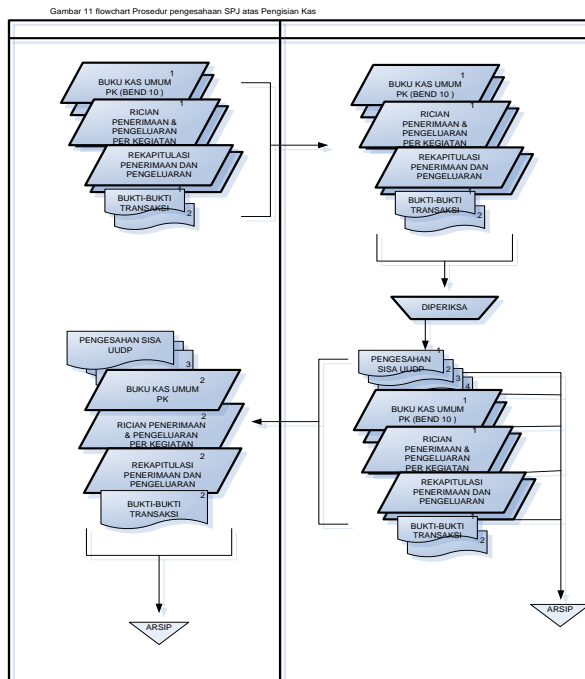 Gambar 11 flowchart Prosedur pengesahaan SPJ atas Pengisian Kas
1
BUKU KAS UMUM
PK (BEND 10 )
1
RICIAN
PENERIMAAN &
PENGELUARAN
PER KEGIATAN
REKAPITULASI
PENERIMAAN DAN
PENGELUARAN
1
BUKTI-BUKTI
TRANSAKSI
2
1
BUKU KAS UMUM
PK (BEND 10 )
1
RICIAN
PENERIMAAN &
PENGELUARAN
PER KEGIATAN
REKAPITULASI
PENERIMAAN DAN
PENGELUARAN
1
BUKTI-BUKTI
TRANSAKSI
2
DIPERIKSA
PENGESAHAN SISA
UUDP
3
2
BUKU KAS UMUM
PK
2
RICIAN PENERIMAAN
& PENGELUARAN
PER KEGIATAN
2
REKAPITULASI
PENERIMAAN DAN
PENGELUARAN
2
BUKTI-BUKTI
TRANSAKSI
ARSIP
1
PENGESAHAN
SISA UUDP
2
3
4
1
BUKU KAS UMUM
PK (BEND 10 )
1
RICIAN
PENERIMAAN &
PENGELUARAN
PER KEGIATAN
REKAPITULASI
PENERIMAAN DAN
PENGELUARAN
1
BUKTI-BUKTI
TRANSAKSI
2
ARSIP